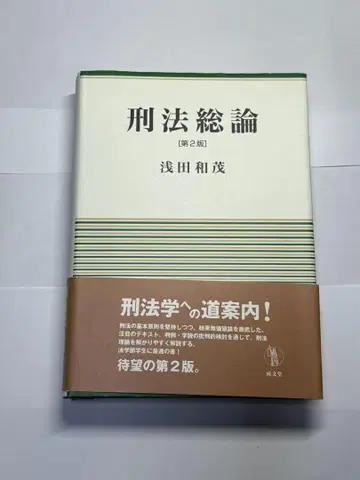 刑法総論
[第2版]
浅田和茂
刑法学への道案内!
刑法の基本原則を堅持しつつ、結果無価値論を徹底した、
注目のテキスト。判例・学説の批判的検討を通じて、刑法
理論を解かりやすく解説する、
法学部学生に最適の書!
待望の第2版。
成文堂